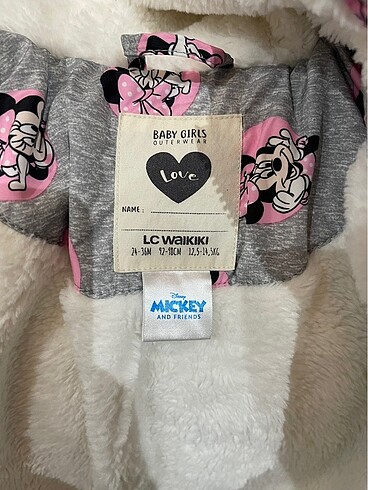 BABY GIRLS
OUTERWEAR
Love
NAME:
LC WAIKIKI
24-36M 92-98CM 12,5-14,5KG
Disney
MICKEY
AND FRIENDS